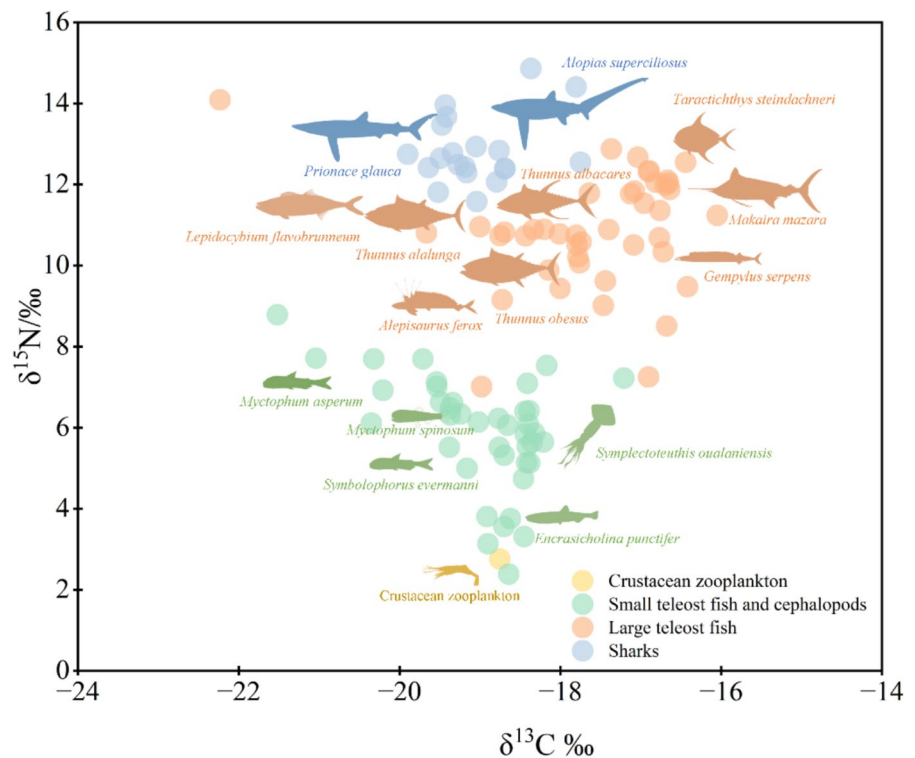 16
14
12
10
8
6
4
2
0
−24
−22
−20
−18
−16
−14
δ15N/‰
δ13C ‰
Alopias superciliosus
Taractichthys steindachneri
Prionace glauca
Thunnus albacares
Makaira mazara
Lepidocybium flavobrunneum
Thunnus alalunga
Gempylus serpens
Alepisaurus ferox
Thunnus obesus
Myctophum asperum
Myctophum spinosum
Symplectoteuthis oualaniensis
Symbolophorus evermanni
Encrasicholina punctifer
Crustacean zooplankton
Crustacean zooplankton
Small teleost fish and cephalopods
Large teleost fish
Sharks